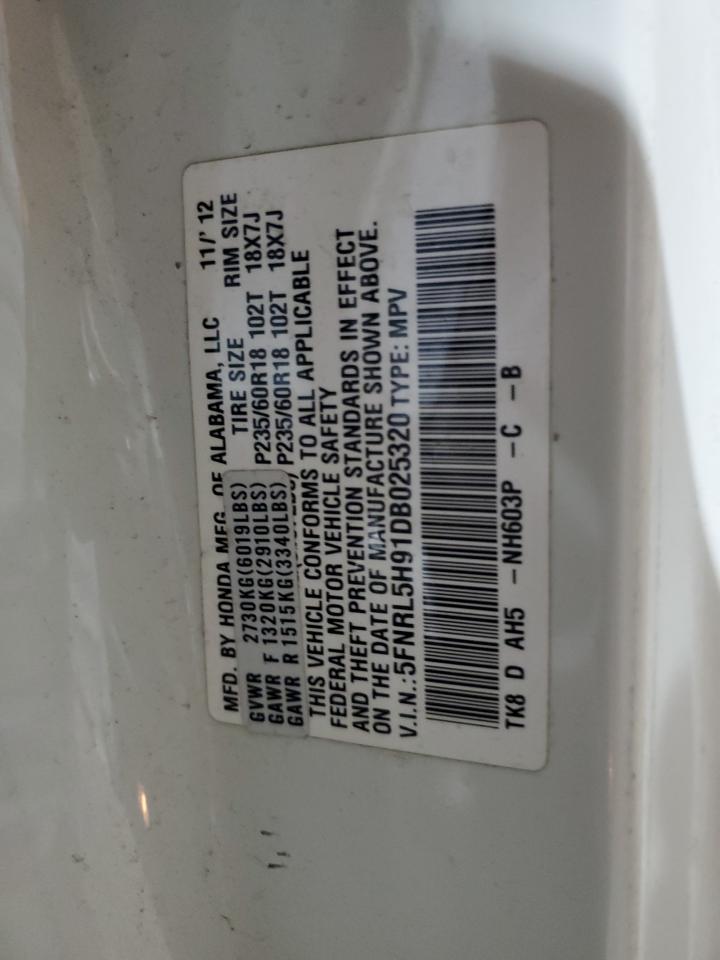 MFD. BY HONDA MFG. OF ALABAMA, LLC 11/'12
TIRE SIZE RIM SIZE
GVWR 2730KG(6019LBS)
GAWR F 1320KG(2910LBS) P235/60R18 102T 18X7J
GAWR R 1515KG(3340LBS) P235/60R18 102T 18X7J
THIS VEHICLE CONFORMS TO ALL APPLICABLE
FEDERAL MOTOR VEHICLE SAFETY
AND THEFT PREVENTION STANDARDS IN EFFECT
ON THE DATE OF MANUFACTURE SHOWN ABOVE.
V.I.N.:5FNRL5H91DB025320 TYPE: MPV
TK8 D AH5 -NH603P -C -B